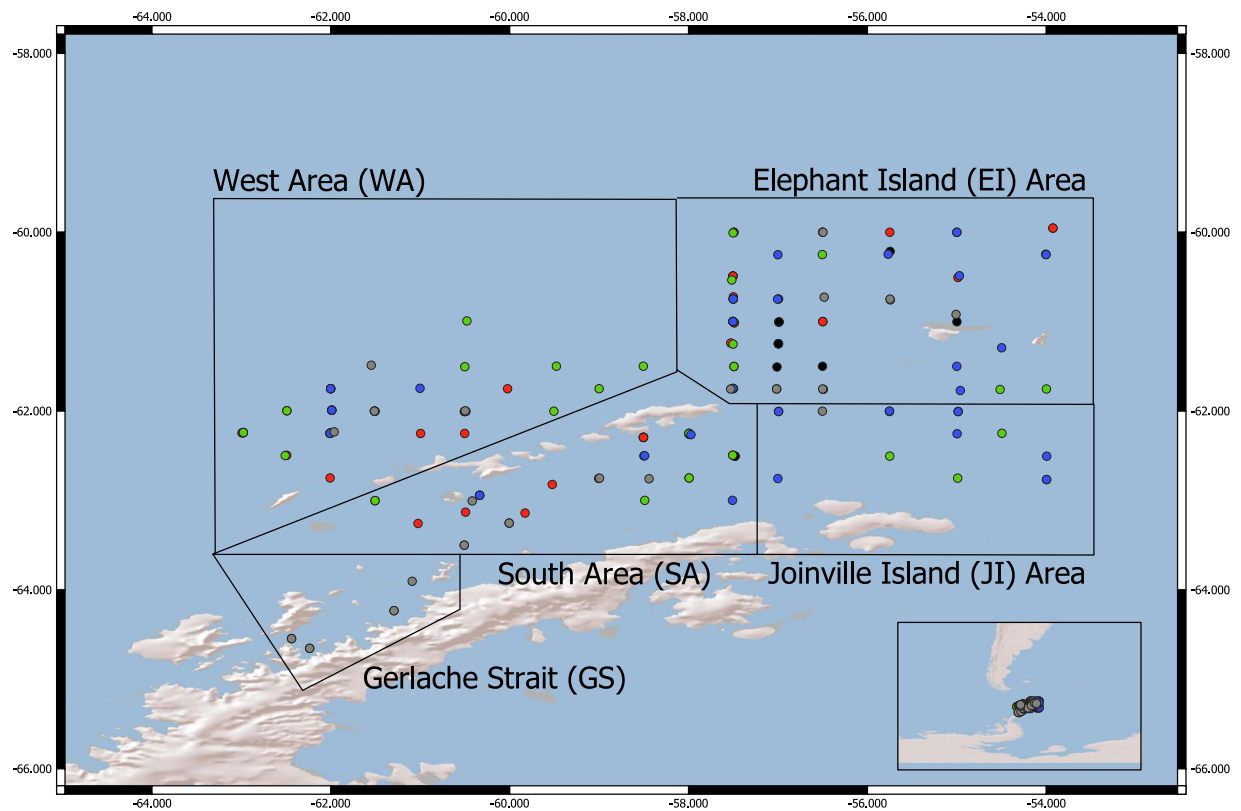 -64.000 -62.000 -60.000 -58.000 -56.000 -54.000
-58.000 -58.000
West Area (WA) Elephant Island (EI) Area
-60.000 -60.000
-62.000 -62.000
South Area (SA) Joinville Island (JI) Area
-64.000 -64.000
Gerlache Strait (GS)
-66.000 -66.000
-64.000 -62.000 -60.000 -58.000 -56.000 -54.000